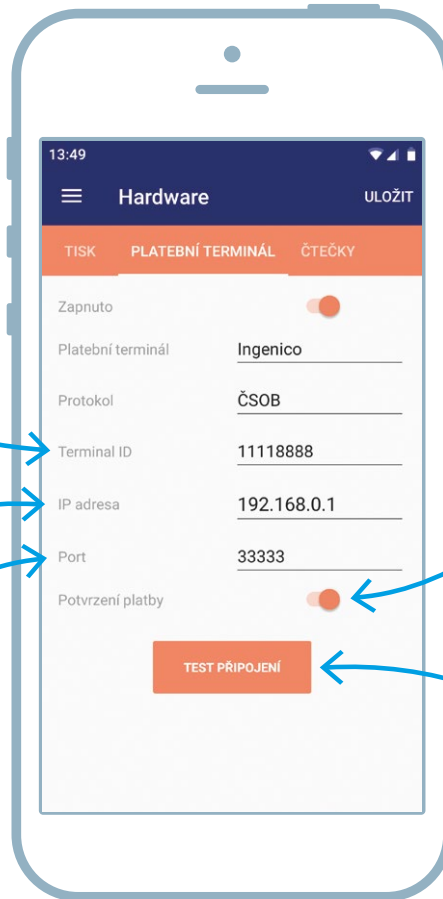 13:49
Hardware ULOŽIT
TISK PLATEBNÍ TERMINÁL ČTEČKY
Zapnuto
Platební terminál Ingenico
Protokol ČSOB
Terminal ID 11118888
IP adresa 192.168.0.1
Port 33333
Potvrzení platby
TEST PŘIPOJENÍ